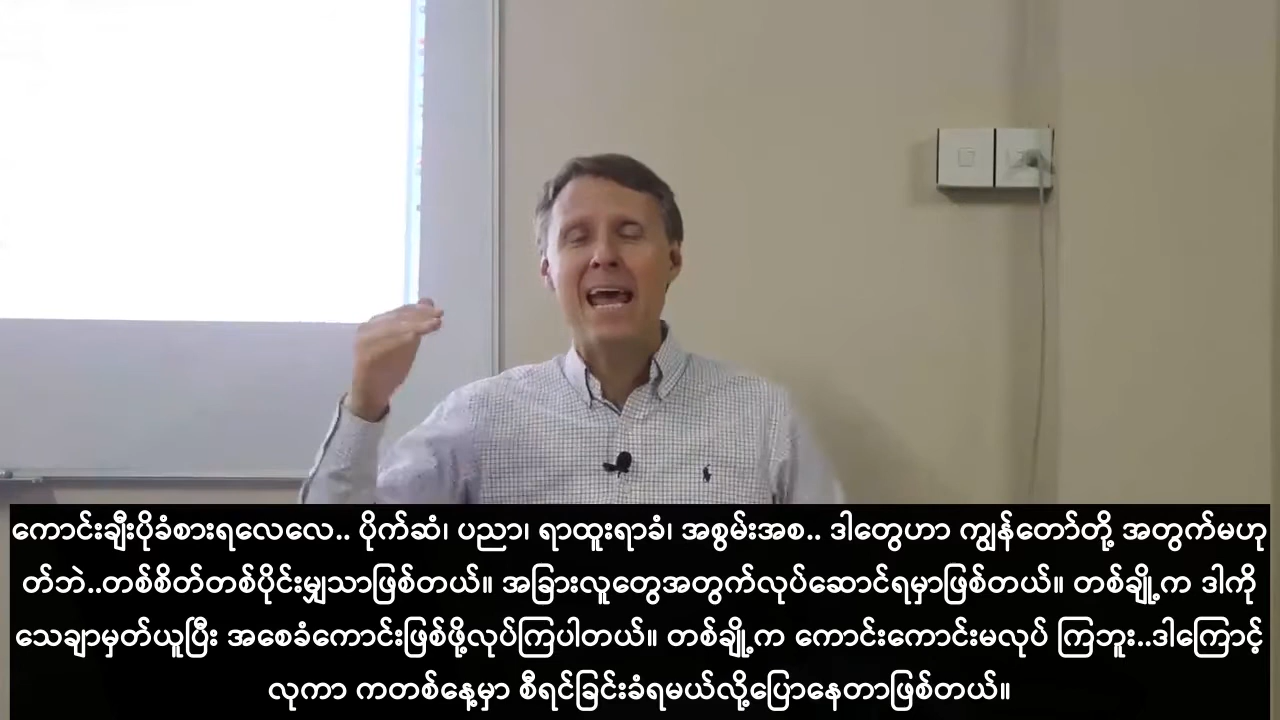 ကောင်းချီးပိုခံစားရလေလေ.. ပိုက်ဆံ၊ ပညာ၊ ရာထူးရာခံ၊ အစွမ်းအစ.. ဒါတွေဟာ ကျွန်တော်တို့ အတွက်မဟု
တ်ဘဲ..တစ်စိတ်တစ်ပိုင်းမျှသာဖြစ်တယ်။ အခြားလူတွေအတွက်လုပ်ဆောင်ရမှာဖြစ်တယ်။ တစ်ချို့က ဒါကို
သေချာမှတ်ယူပြီး အစေခံကောင်းဖြစ်ဖို့လုပ်ကြပါတယ်။ တစ်ချို့က ကောင်းကောင်းမလုပ် ကြဘူး..ဒါကြောင့်
လုကာ ကတစ်နေ့မှာ စီရင်ခြင်းခံရမယ်လို့ပြောနေတာဖြစ်တယ်။